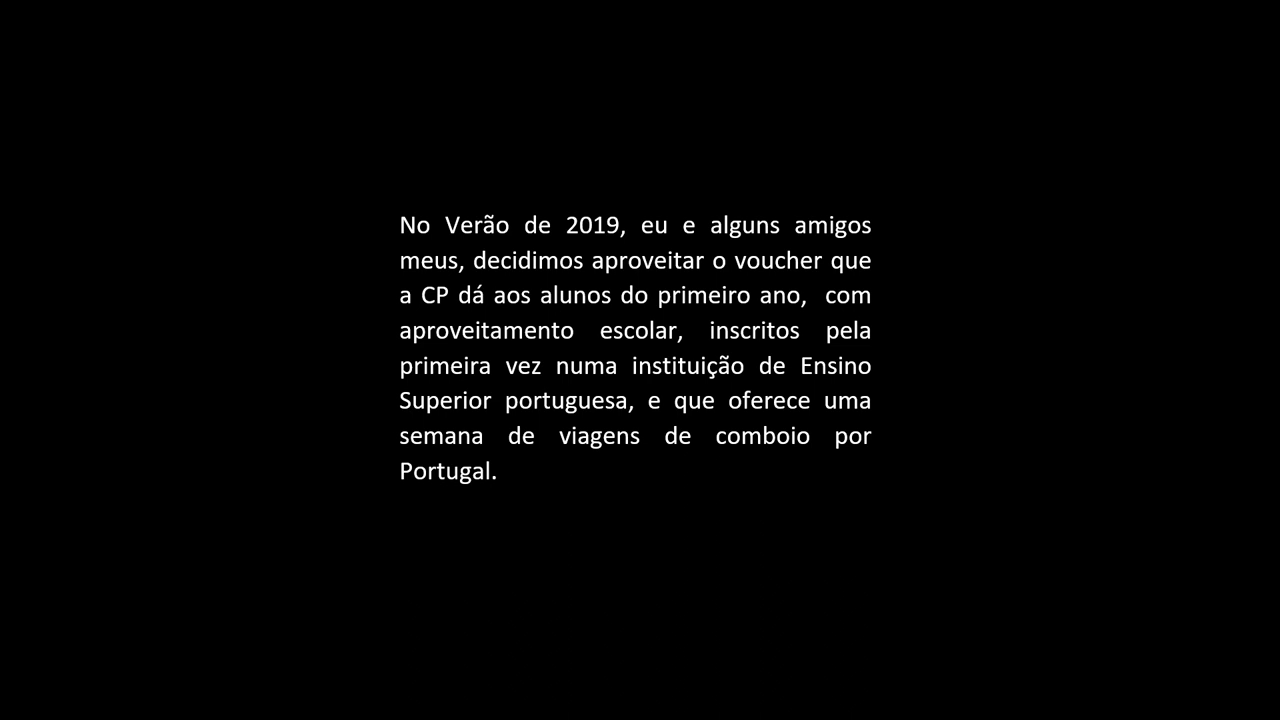 No Verão de 2019, eu e alguns amigos
meus, decidimos aproveitar o voucher que
a CP dá aos alunos do primeiro ano,  com
aproveitamento escolar, inscritos pela
primeira vez numa instituição de Ensino
Superior portuguesa, e que oferece uma
semana de viagens de comboio por
Portugal.